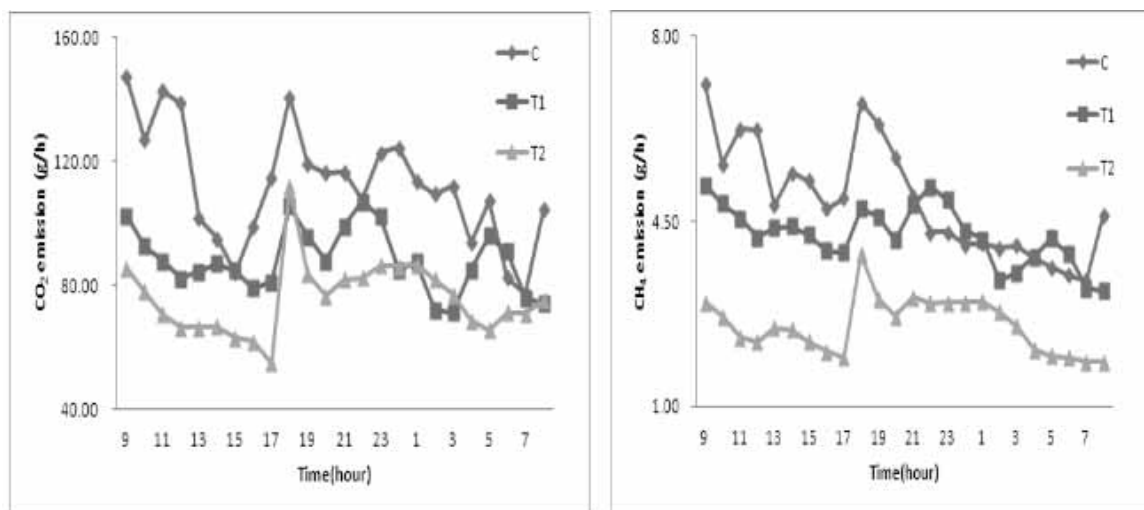 160.00
120.00
80.00
40.00
CO₂ emission (g/h)
C
T1
T2
9 11 13 15 17 19 21 23 1 3 5 7
Time(hour)
8.00
4.50
1.00
CH₄ emission (g/h)
C
T1
T2
9 11 13 15 17 19 21 23 1 3 5 7
Time(hour)